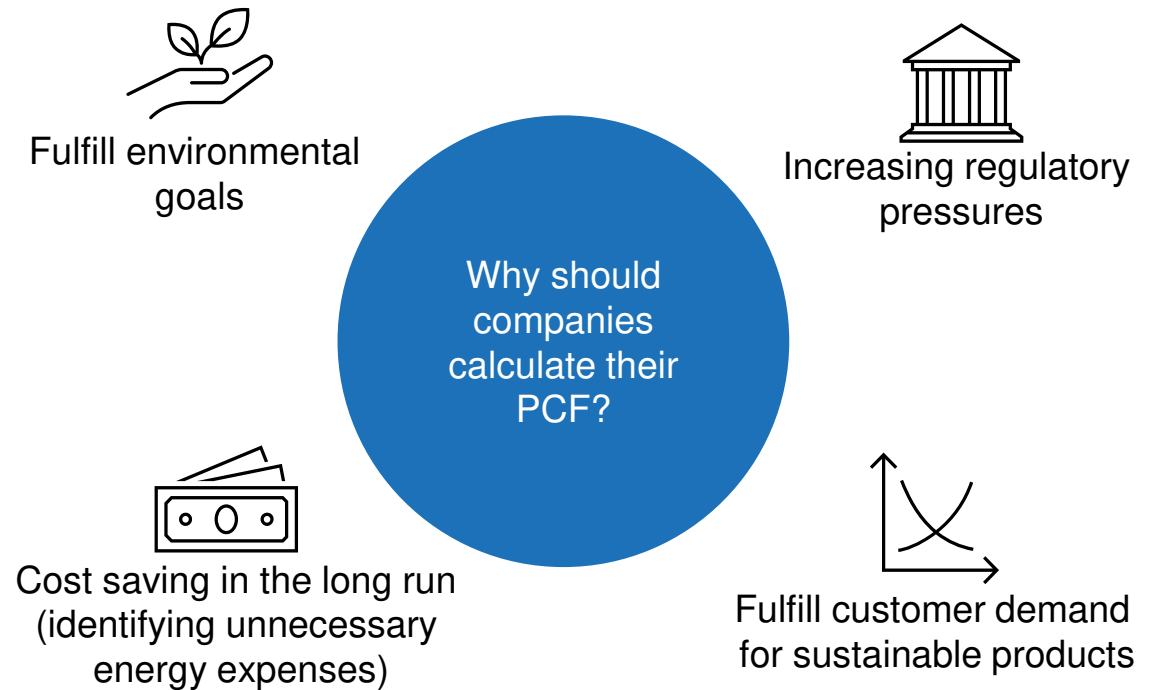 Fulfill environmental
goals
Increasing regulatory
pressures
Why should
companies
calculate their
PCF?
Cost saving in the long run
(identifying unnecessary
energy expenses)
Fulfill customer demand
for sustainable products